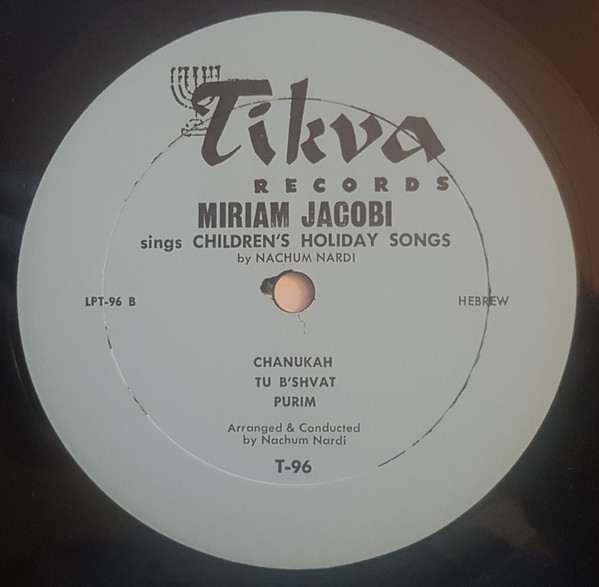 Tikva
RECORDS
MIRIAM JACOBI
sings CHILDREN'S HOLIDAY SONGS
by NACHUM NARDI
LPT-96 B
HEBREW
CHANUKAH
TU B'SHVAT
PURIM
Arranged & Conducted
by Nachum Nardi
T-96